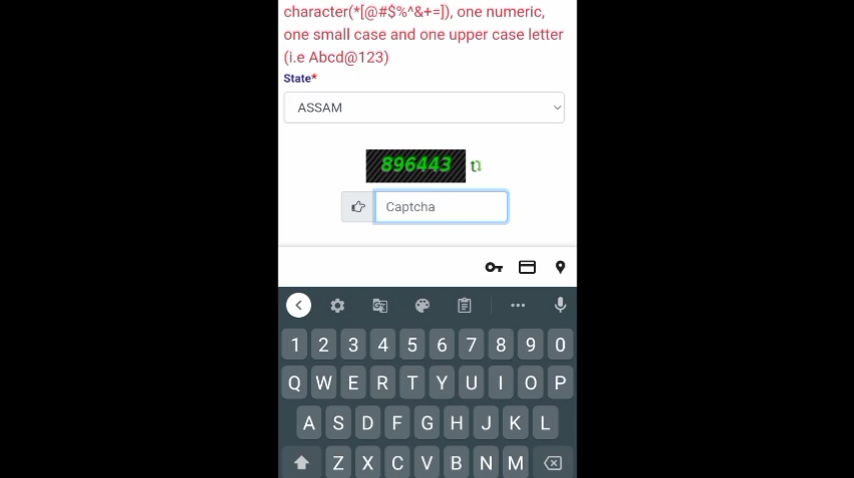 character(*[@#$%^&+=]), one numeric,
one small case and one upper case letter
(i.e Abcd@123)
State*
ASSAM
896443
Captcha
1 2 3 4 5 6 7 8 9 0
Q W E R T Y U I O P
A S D F G H J K L
Z X C V B N M